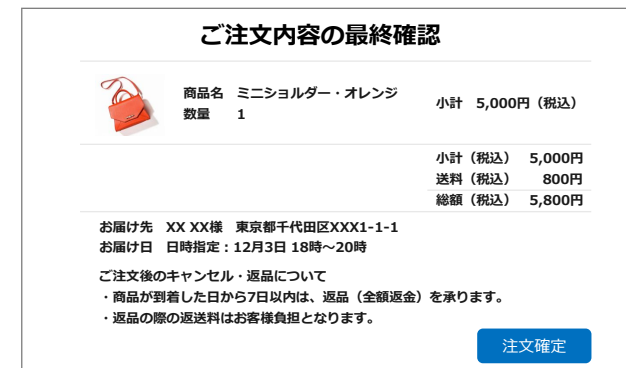 ご注文内容の最終確認
商品名 ミニショルダー・オレンジ
数量 1
小計 5,000円（税込）
小計（税込） 5,000円
送料（税込） 800円
総額（税込） 5,800円
お届け先 XX XX様 東京都千代田区XXX1-1-1
お届け日 日時指定：12月3日 18時～20時
ご注文後のキャンセル・返品について
・商品が到着した日から7日以内は、返品（全額返金）を承ります。
・返品の際の返送料はお客様負担となります。
注文確定